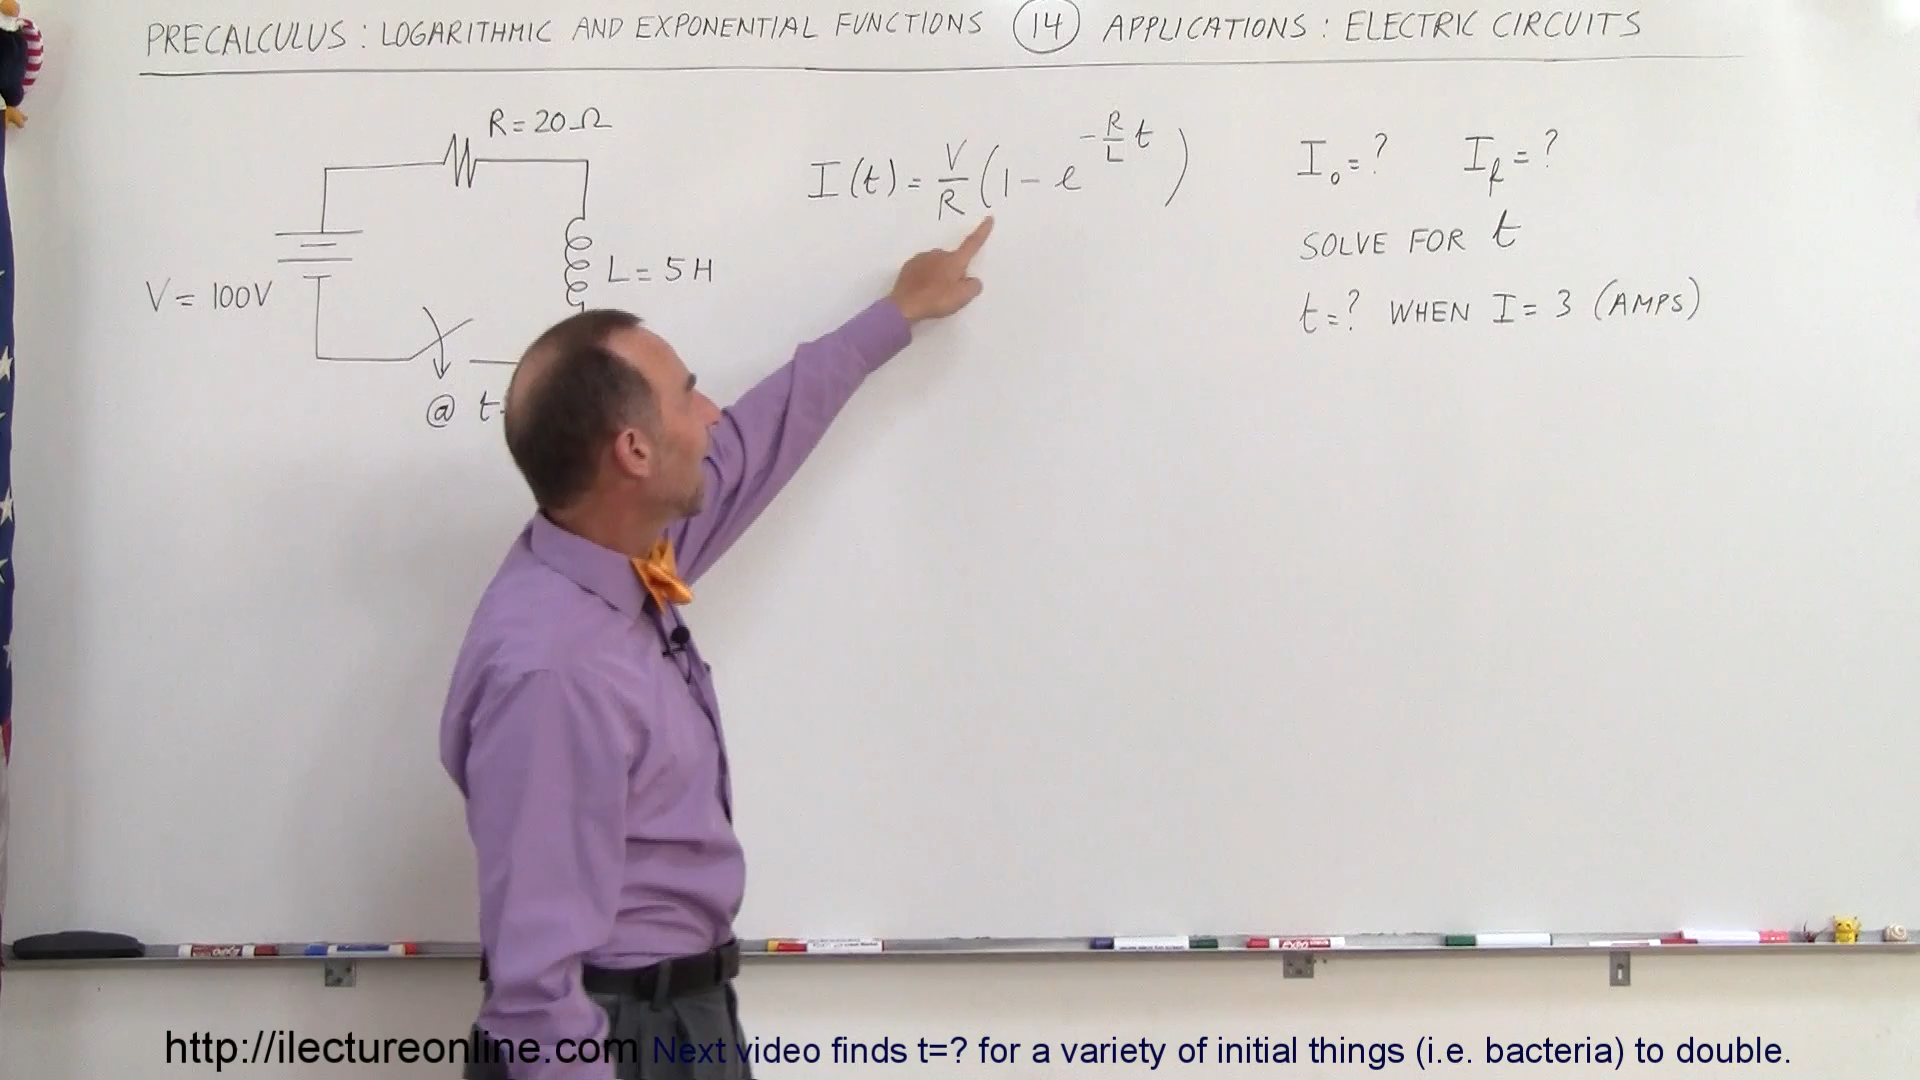 PRECALCULUS : LOGARITHMIC AND EXPONENTIAL FUNCTIONS 14 APPLICATIONS : ELECTRIC CIRCUITS
R = 20 Ω
V = 100V
L = 5 H
@ t
I(t) = V/R (1 - e^(-R/L t))
I₀ = ? I_f = ?
SOLVE FOR t
t = ? WHEN I = 3 (AMPS)
EXPO
http://ilectureonline.com Next video finds t=? for a variety of initial things (i.e. bacteria) to double.